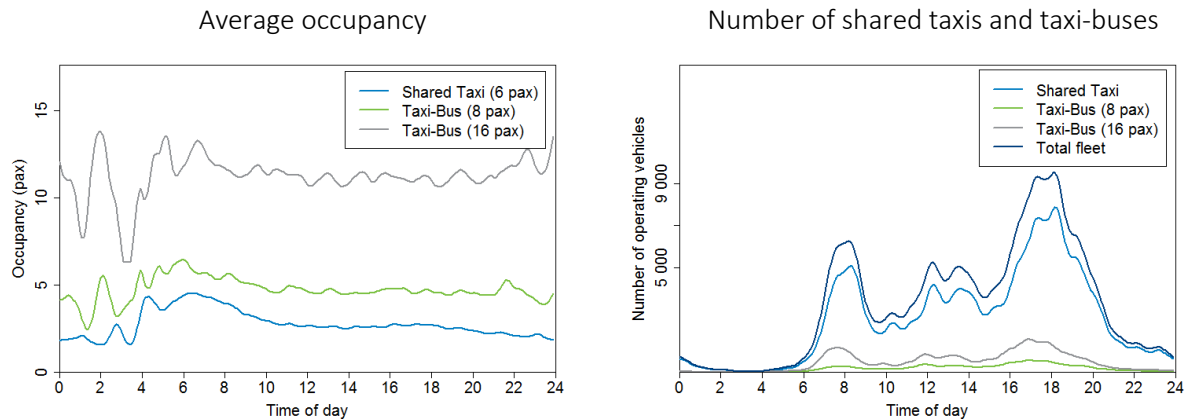 Average occupancy
Occupancy (pax)
15
10
5
0
Shared Taxi (6 pax)
Taxi-Bus (8 pax)
Taxi-Bus (16 pax)
0 2 4 6 8 10 12 14 16 18 20 22 24
Time of day
Number of shared taxis and taxi-buses
Number of operating vehicles
9 000
5 000
Shared Taxi
Taxi-Bus (8 pax)
Taxi-Bus (16 pax)
Total fleet
0 2 4 6 8 10 12 14 16 18 20 22 24
Time of day